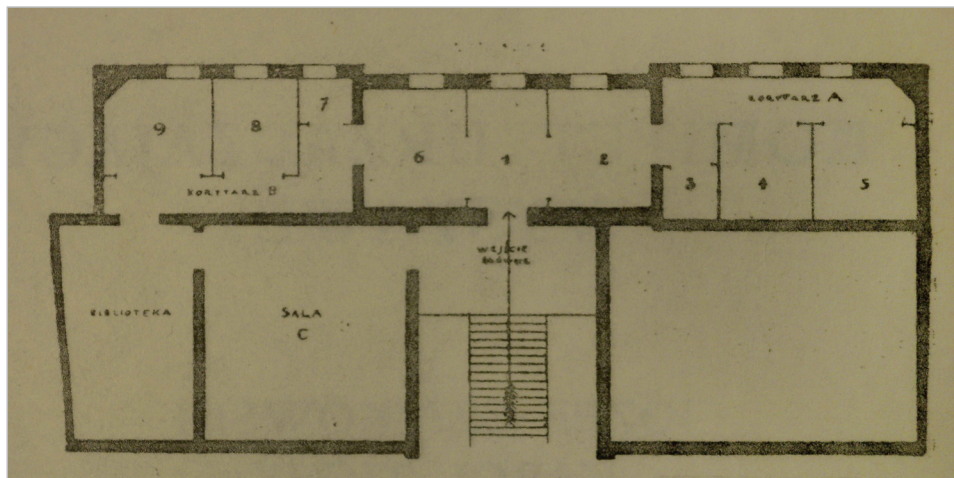 KORYTARZ A
7
9
8
6
1
2
3
4
5
KORYTARZ B
WEJŚCIE
GŁÓWNE
BIBLIOTEKA
SALA
C